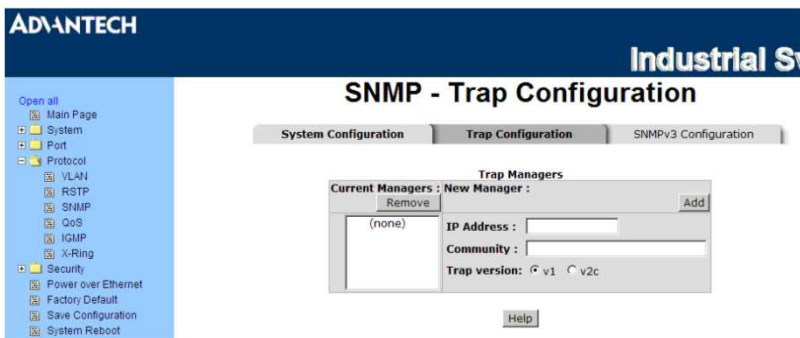 ADVANTECH
Industrial
SNMP - Trap Configuration
Open all
Main Page
System
Port
Protocol
VLAN
RSTP
SNMP
QoS
IGMP
X-Ring
Security
Power over Ethernet
Factory Default
Save Configuration
System Reboot
System Configuration Trap Configuration SNMPv3 Configuration
Trap Managers
Current Managers : New Manager :
Remove Add
(none)
IP Address :
Community :
Trap version: v1 v2c
Help